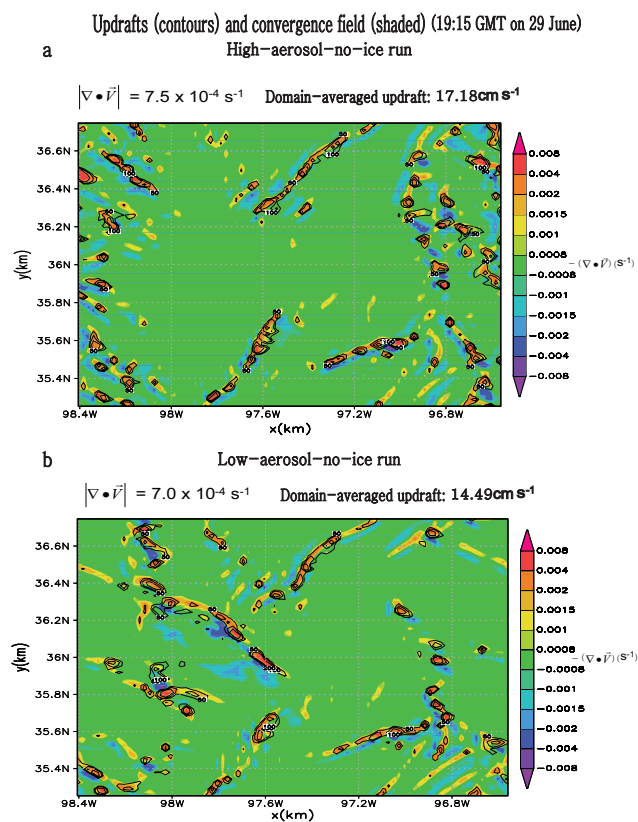 Updrafts (contours) and convergence field (shaded) (19:15 GMT on 29 June)
a
High-aerosol-no-ice run
|∇•V⃗| = 7.5 x 10-4 s-1 Domain-averaged updraft: 17.18cm s-1
36.6N
36.4N
36.2N
36N
35.8N
35.6N
35.4N
y(km)
98.4W 98W 97.6W 97.2W 96.8W
x(km)
0.008
0.004
0.002
0.0015
0.001
0.0008
−(∇•V⃗)(s-1)
−0.0008
−0.001
−0.0015
−0.002
−0.004
−0.008
b
Low-aerosol-no-ice run
|∇•V⃗| = 7.0 x 10-4 s-1 Domain-averaged updraft: 14.49cm s-1
36.6N
36.4N
36.2N
36N
35.8N
35.6N
35.4N
y(km)
98.4W 98W 97.6W 97.2W 96.8W
x(km)
0.008
0.004
0.002
0.0015
0.001
0.0008
−(∇•V⃗)(s-1)
−0.0008
−0.001
−0.0015
−0.002
−0.004
−0.008